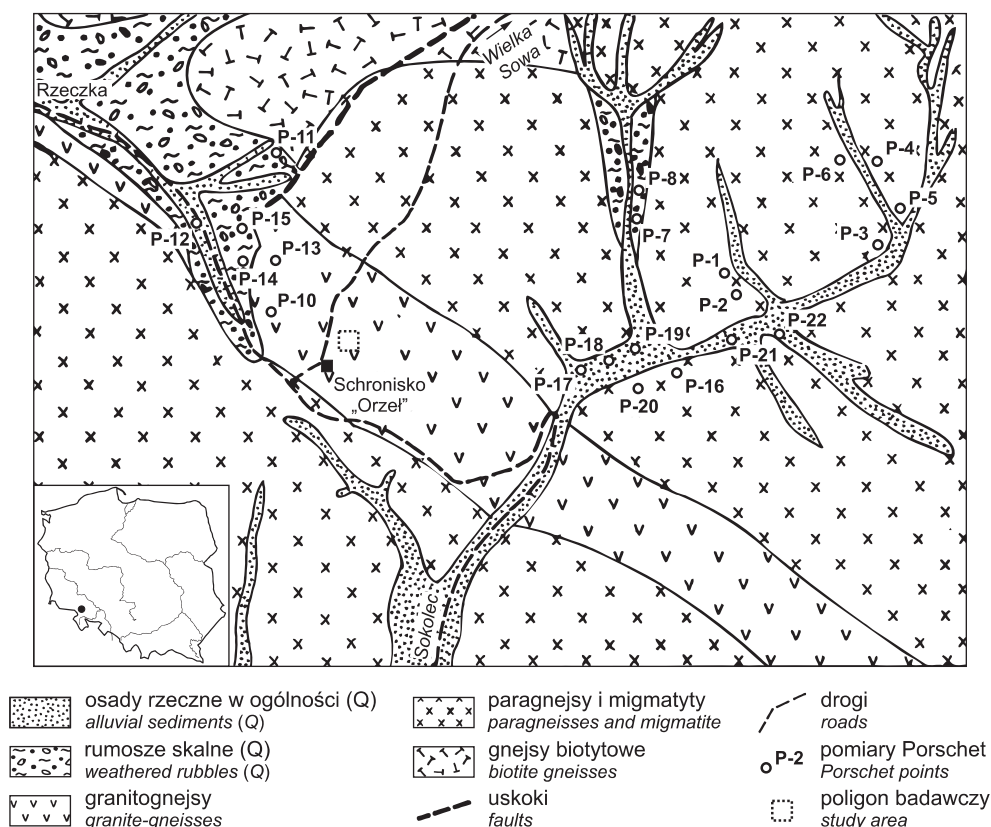 Wielka
Sowa
Rzeczka
P-11
P-4
P-6
P-8
P-5
P-15
P-12
P-7
P-3
P-13
P-1
P-14
P-2
P-10
P-22
P-19
P-18
P-21
Schronisko
„Orzeł”
P-17
P-16
P-20
Sokolec
osady rzeczne w ogólności (Q)
alluvial sediments (Q)
rumosze skalne (Q)
weathered rubbles (Q)
granitognejsy
granite-gneisses
paragnejsy i migmatyty
paragneisses and migmatite
gnejsy biotytowe
biotite gneisses
uskoki
faults
drogi
roads
P-2
pomiary Porschet
Porschet points
poligon badawczy
study area